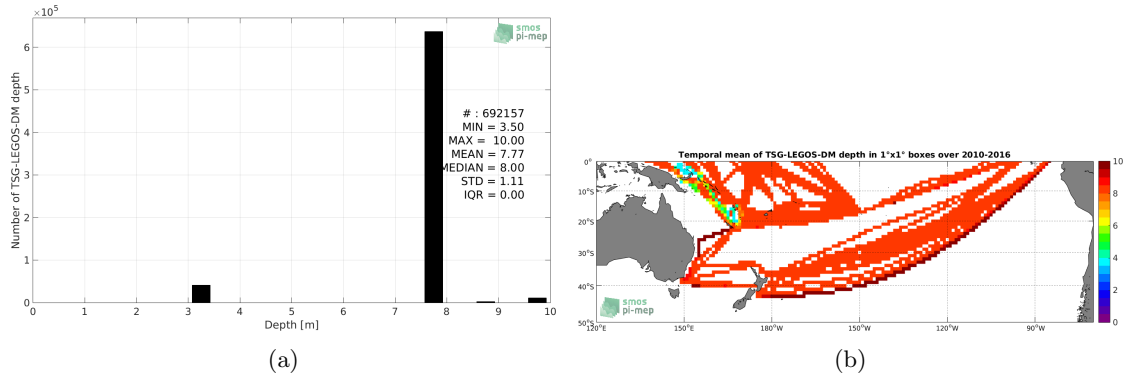 ×10⁵
smos
pi-mep
Number of TSG-LEGOS-DM depth
6
5
4
3
2
1
0
# : 692157
MIN = 3.50
MAX = 10.00
MEAN = 7.77
MEDIAN = 8.00
STD = 1.11
IQR = 0.00
0 1 2 3 4 5 6 7 8 9 10
Depth [m]
(a)
Temporal mean of TSG-LEGOS-DM depth in 1°x1° boxes over 2010-2016
0°
10°S
20°S
30°S
40°S
50°S
smos
pi-mep
120°E 150°E 180°W 150°W 120°W 90°W
10
8
6
4
2
0
(b)